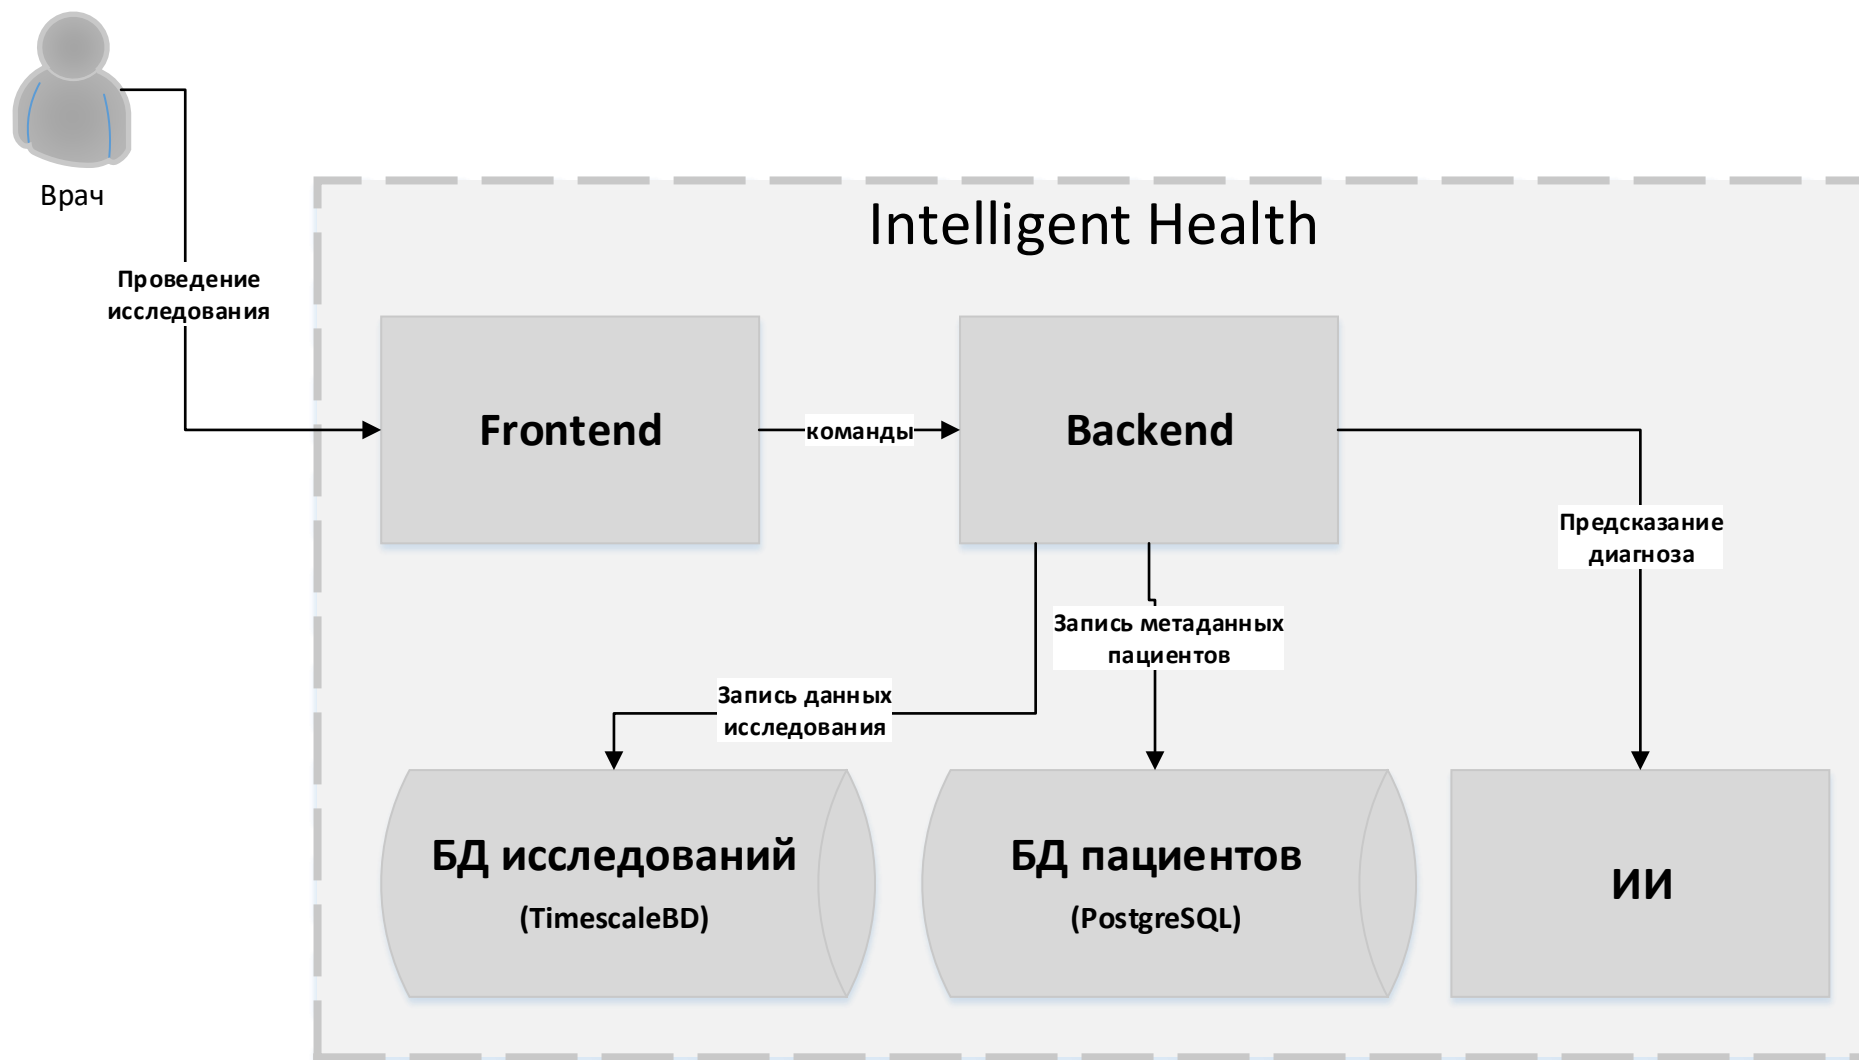 Врач
Intelligent Health
Проведение
исследования
Frontend
команды
Backend
Предсказание
диагноза
Запись метаданных
пациентов
Запись данных
исследования
БД исследований
(TimescaleBD)
БД пациентов
(PostgreSQL)
ИИ